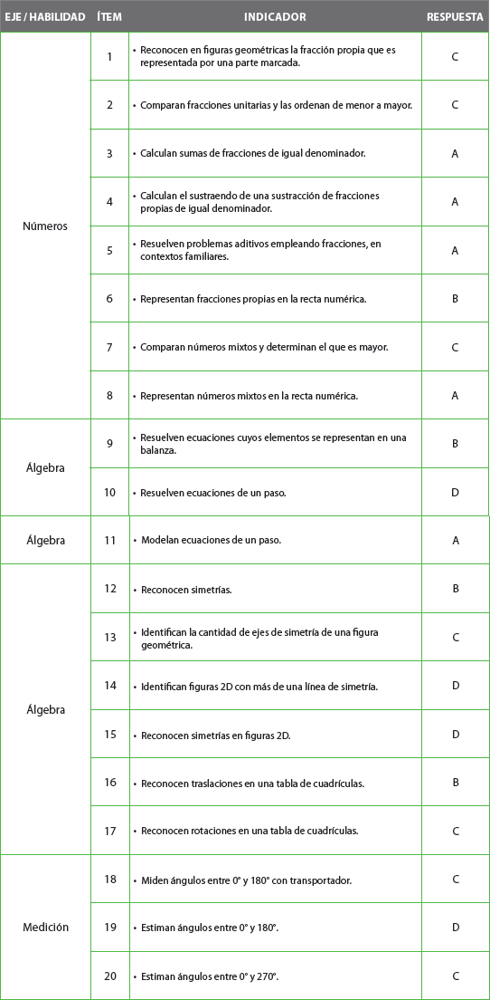 EJE / HABILIDAD ÍTEM INDICADOR RESPUESTA
Números
1 • Reconocen en figuras geométricas la fracción propia que es
representada por una parte marcada. C
2 • Comparan fracciones unitarias y las ordenan de menor a mayor. C
3 • Calculan sumas de fracciones de igual denominador. A
4 • Calculan el sustraendo de una sustracción de fracciones
propias de igual denominador. A
5 • Resuelven problemas aditivos empleando fracciones, en
contextos familiares. A
6 • Representan fracciones propias en la recta numérica. B
7 • Comparan números mixtos y determinan el que es mayor. C
8 • Representan números mixtos en la recta numérica. A
Álgebra
9 • Resuelven ecuaciones cuyos elementos se representan en una
balanza. B
10 • Resuelven ecuaciones de un paso. D
Álgebra 11 • Modelan ecuaciones de un paso. A
Álgebra
12 • Reconocen simetrías. B
13 • Identifican la cantidad de ejes de simetría de una figura
geométrica. C
14 • Identifican figuras 2D con más de una línea de simetría. D
15 • Reconocen simetrías en figuras 2D. D
16 • Reconocen traslaciones en una tabla de cuadrículas. B
17 • Reconocen rotaciones en una tabla de cuadrículas. C
Medición
18 • Miden ángulos entre 0° y 180° con transportador. C
19 • Estiman ángulos entre 0° y 180°. D
20 • Estiman ángulos entre 0° y 270°. C